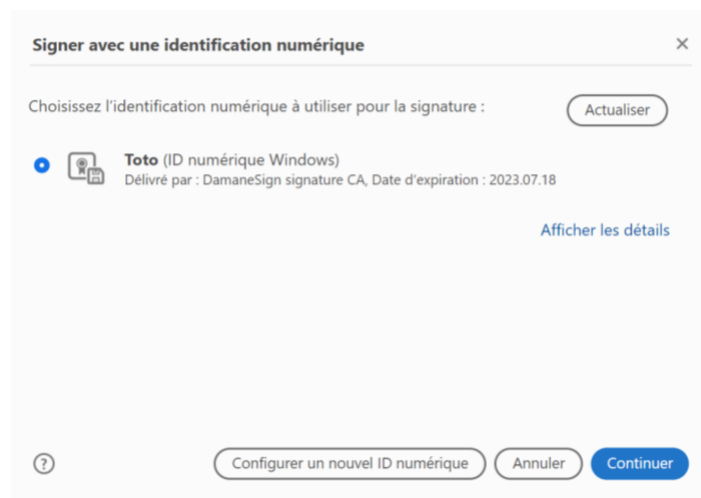 Signer avec une identification numérique
Choisissez l'identification numérique à utiliser pour la signature :
Actualiser
Toto (ID numérique Windows)
Délivré par : DamaneSign signature CA, Date d'expiration : 2023.07.18
Afficher les détails
Configurer un nouvel ID numérique
Annuler
Continuer